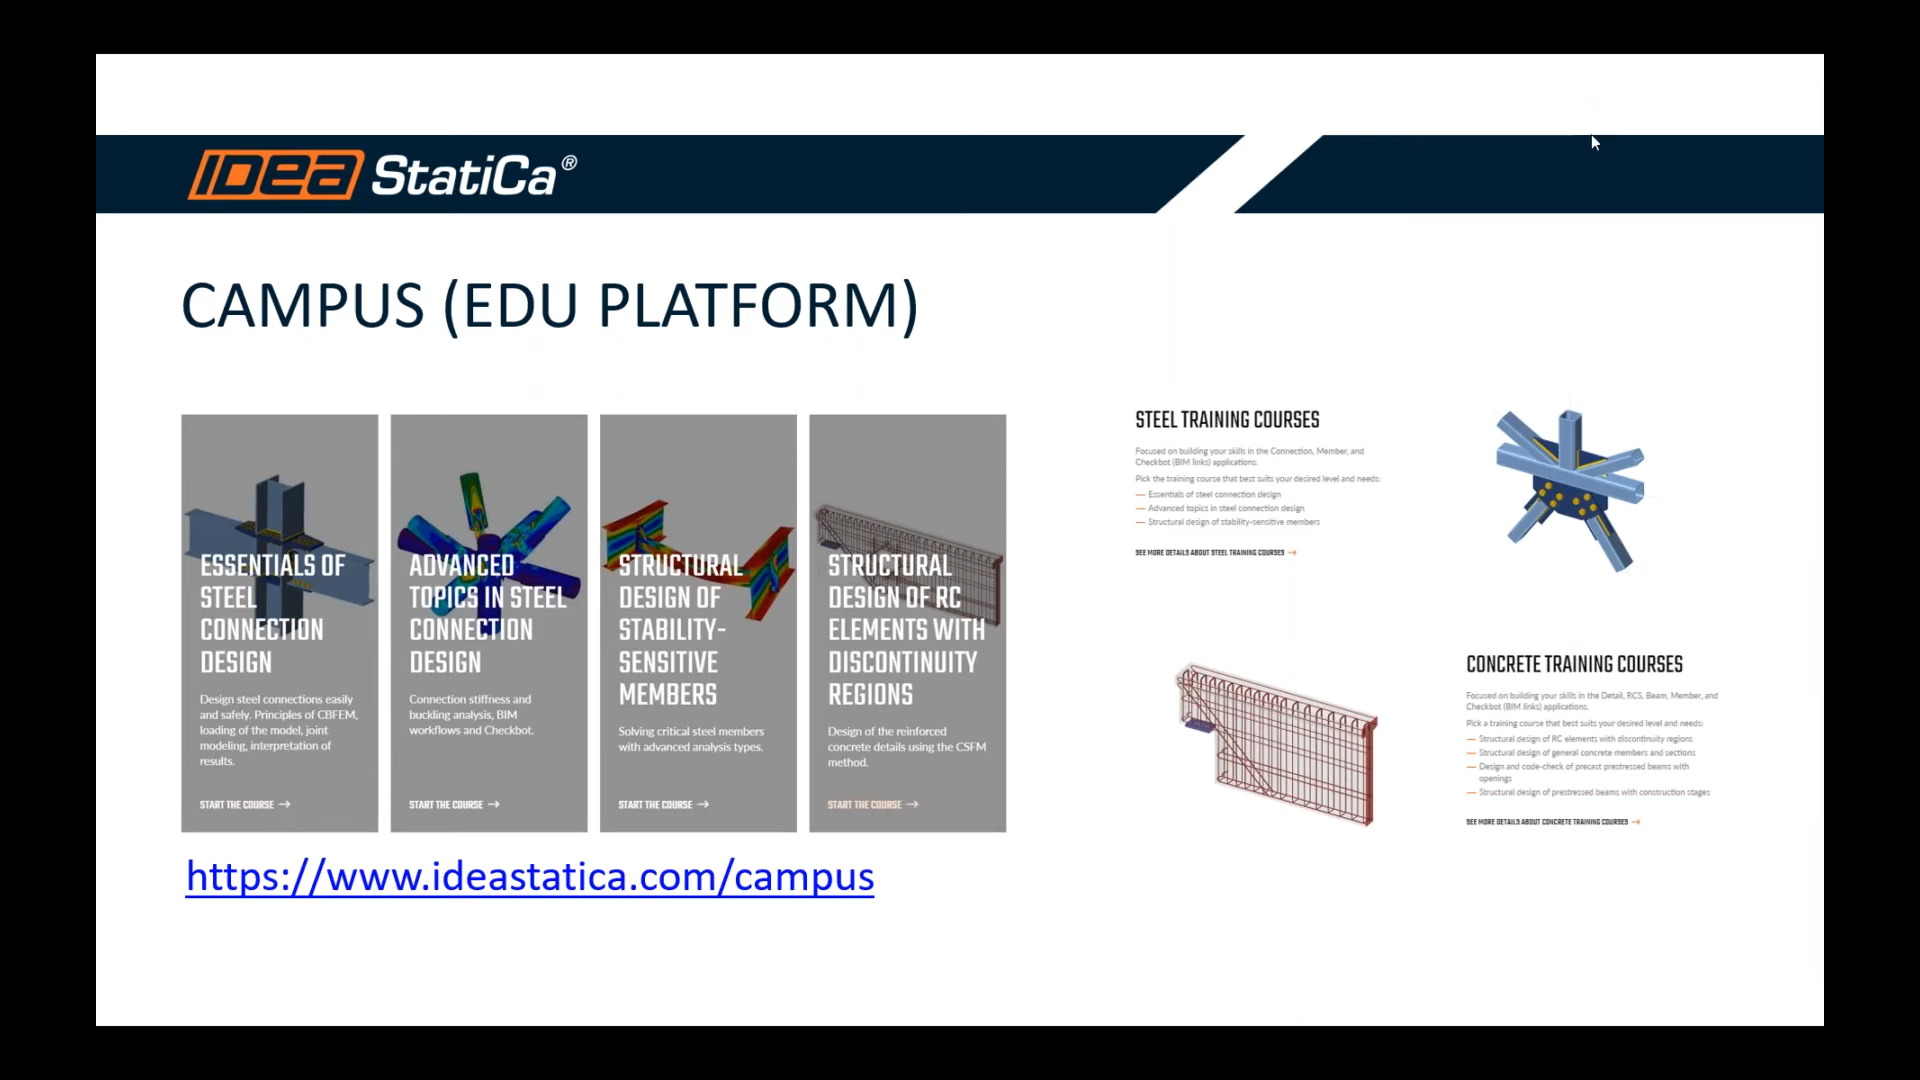 IDEA StatiCa®
CAMPUS (EDU PLATFORM)
ESSENTIALS OF
STEEL
CONNECTION
DESIGN
Design steel connections easily
and safely. Principles of CBFEM,
loading of the model, joint
modeling, interpretation of
results.
START THE COURSE →
ADVANCED
TOPICS IN STEEL
CONNECTION
DESIGN
Connection stiffness and
buckling analysis, BIM
workflows and Checkbot.
START THE COURSE →
STRUCTURAL
DESIGN OF
STABILITY-
SENSITIVE
MEMBERS
Solving critical steel members
with advanced analysis types.
START THE COURSE →
STRUCTURAL
DESIGN OF RC
ELEMENTS WITH
DISCONTINUITY
REGIONS
Design of the reinforced
concrete details using the CSFM
method.
START THE COURSE →
https://www.ideastatica.com/campus
STEEL TRAINING COURSES
Focused on building your skills in the Connection, Member, and
Checkbot (BIM links) applications.
Pick the training course that best suits your desired level and needs:
— Essentials of steel connection design
— Advanced topics in steel connection design
— Structural design of stability-sensitive members
SEE MORE DETAILS ABOUT STEEL TRAINING COURSES →
CONCRETE TRAINING COURSES
Focused on building your skills in the Detail, RCS, Beam, Member, and
Checkbot (BIM links) applications.
Pick a training course that best suits your desired level and needs:
— Structural design of RC elements with discontinuity regions
— Structural design of general concrete members and sections
— Design and code-check of precast prestressed beams with
openings
— Structural design of prestressed beams with construction stages
SEE MORE DETAILS ABOUT CONCRETE TRAINING COURSES →